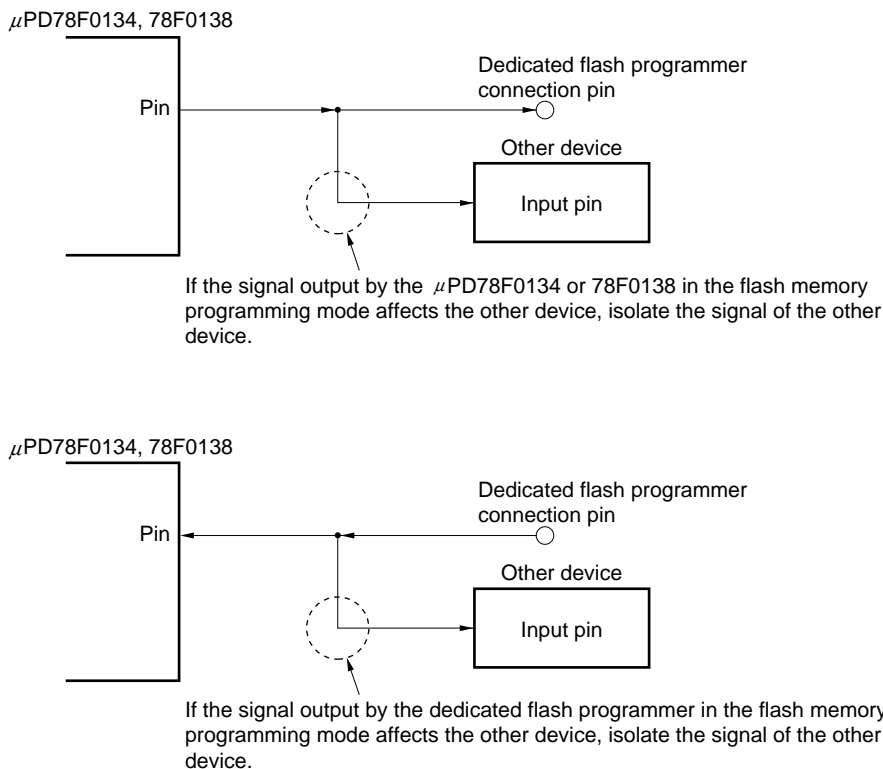 μPD78F0134, 78F0138
Dedicated flash programmer
connection pin
Pin
Other device
Input pin
If the signal output by the μPD78F0134 or 78F0138 in the flash memory
programming mode affects the other device, isolate the signal of the other
device.
μPD78F0134, 78F0138
Dedicated flash programmer
connection pin
Pin
Other device
Input pin
If the signal output by the dedicated flash programmer in the flash memory
programming mode affects the other device, isolate the signal of the other
device.